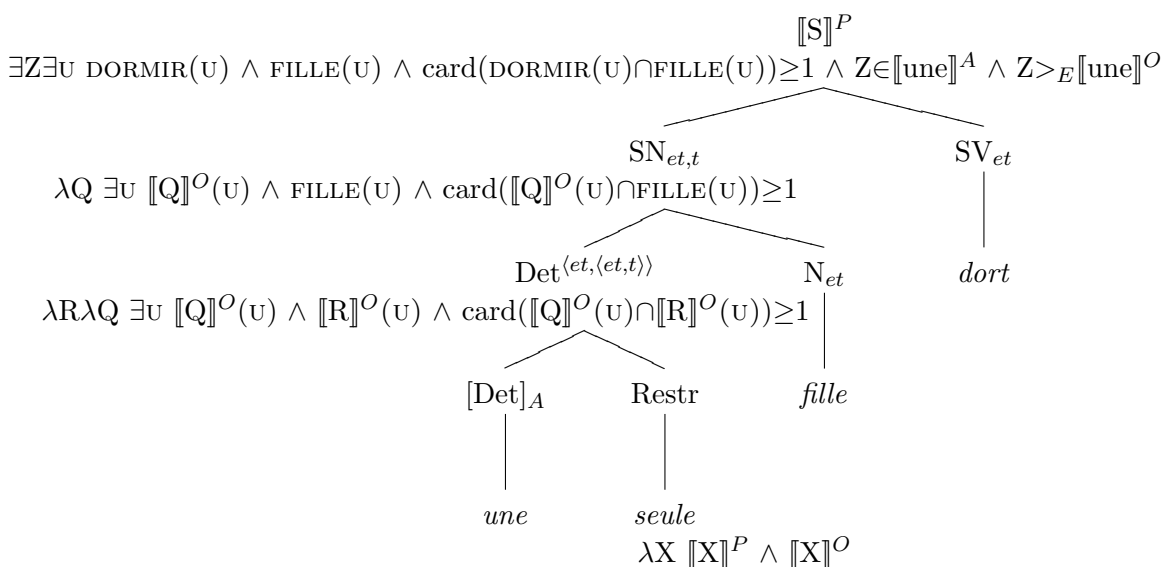 ⟦S⟧^P
∃Z∃U DORMIR(U) ∧ FILLE(U) ∧ card(DORMIR(U)∩FILLE(U))≥1 ∧ Z∈⟦une⟧^A ∧ Z>_E⟦une⟧^O
SN_{et,t} SV_{et}
λQ ∃U ⟦Q⟧^O(U) ∧ FILLE(U) ∧ card(⟦Q⟧^O(U)∩FILLE(U))≥1
Det^{⟨et,⟨et,t⟩⟩} N_{et} dort
λRλQ ∃U ⟦Q⟧^O(U) ∧ ⟦R⟧^O(U) ∧ card(⟦Q⟧^O(U)∩⟦R⟧^O(U))≥1
[Det]_A Restr fille
une seule
λX ⟦X⟧^P ∧ ⟦X⟧^O